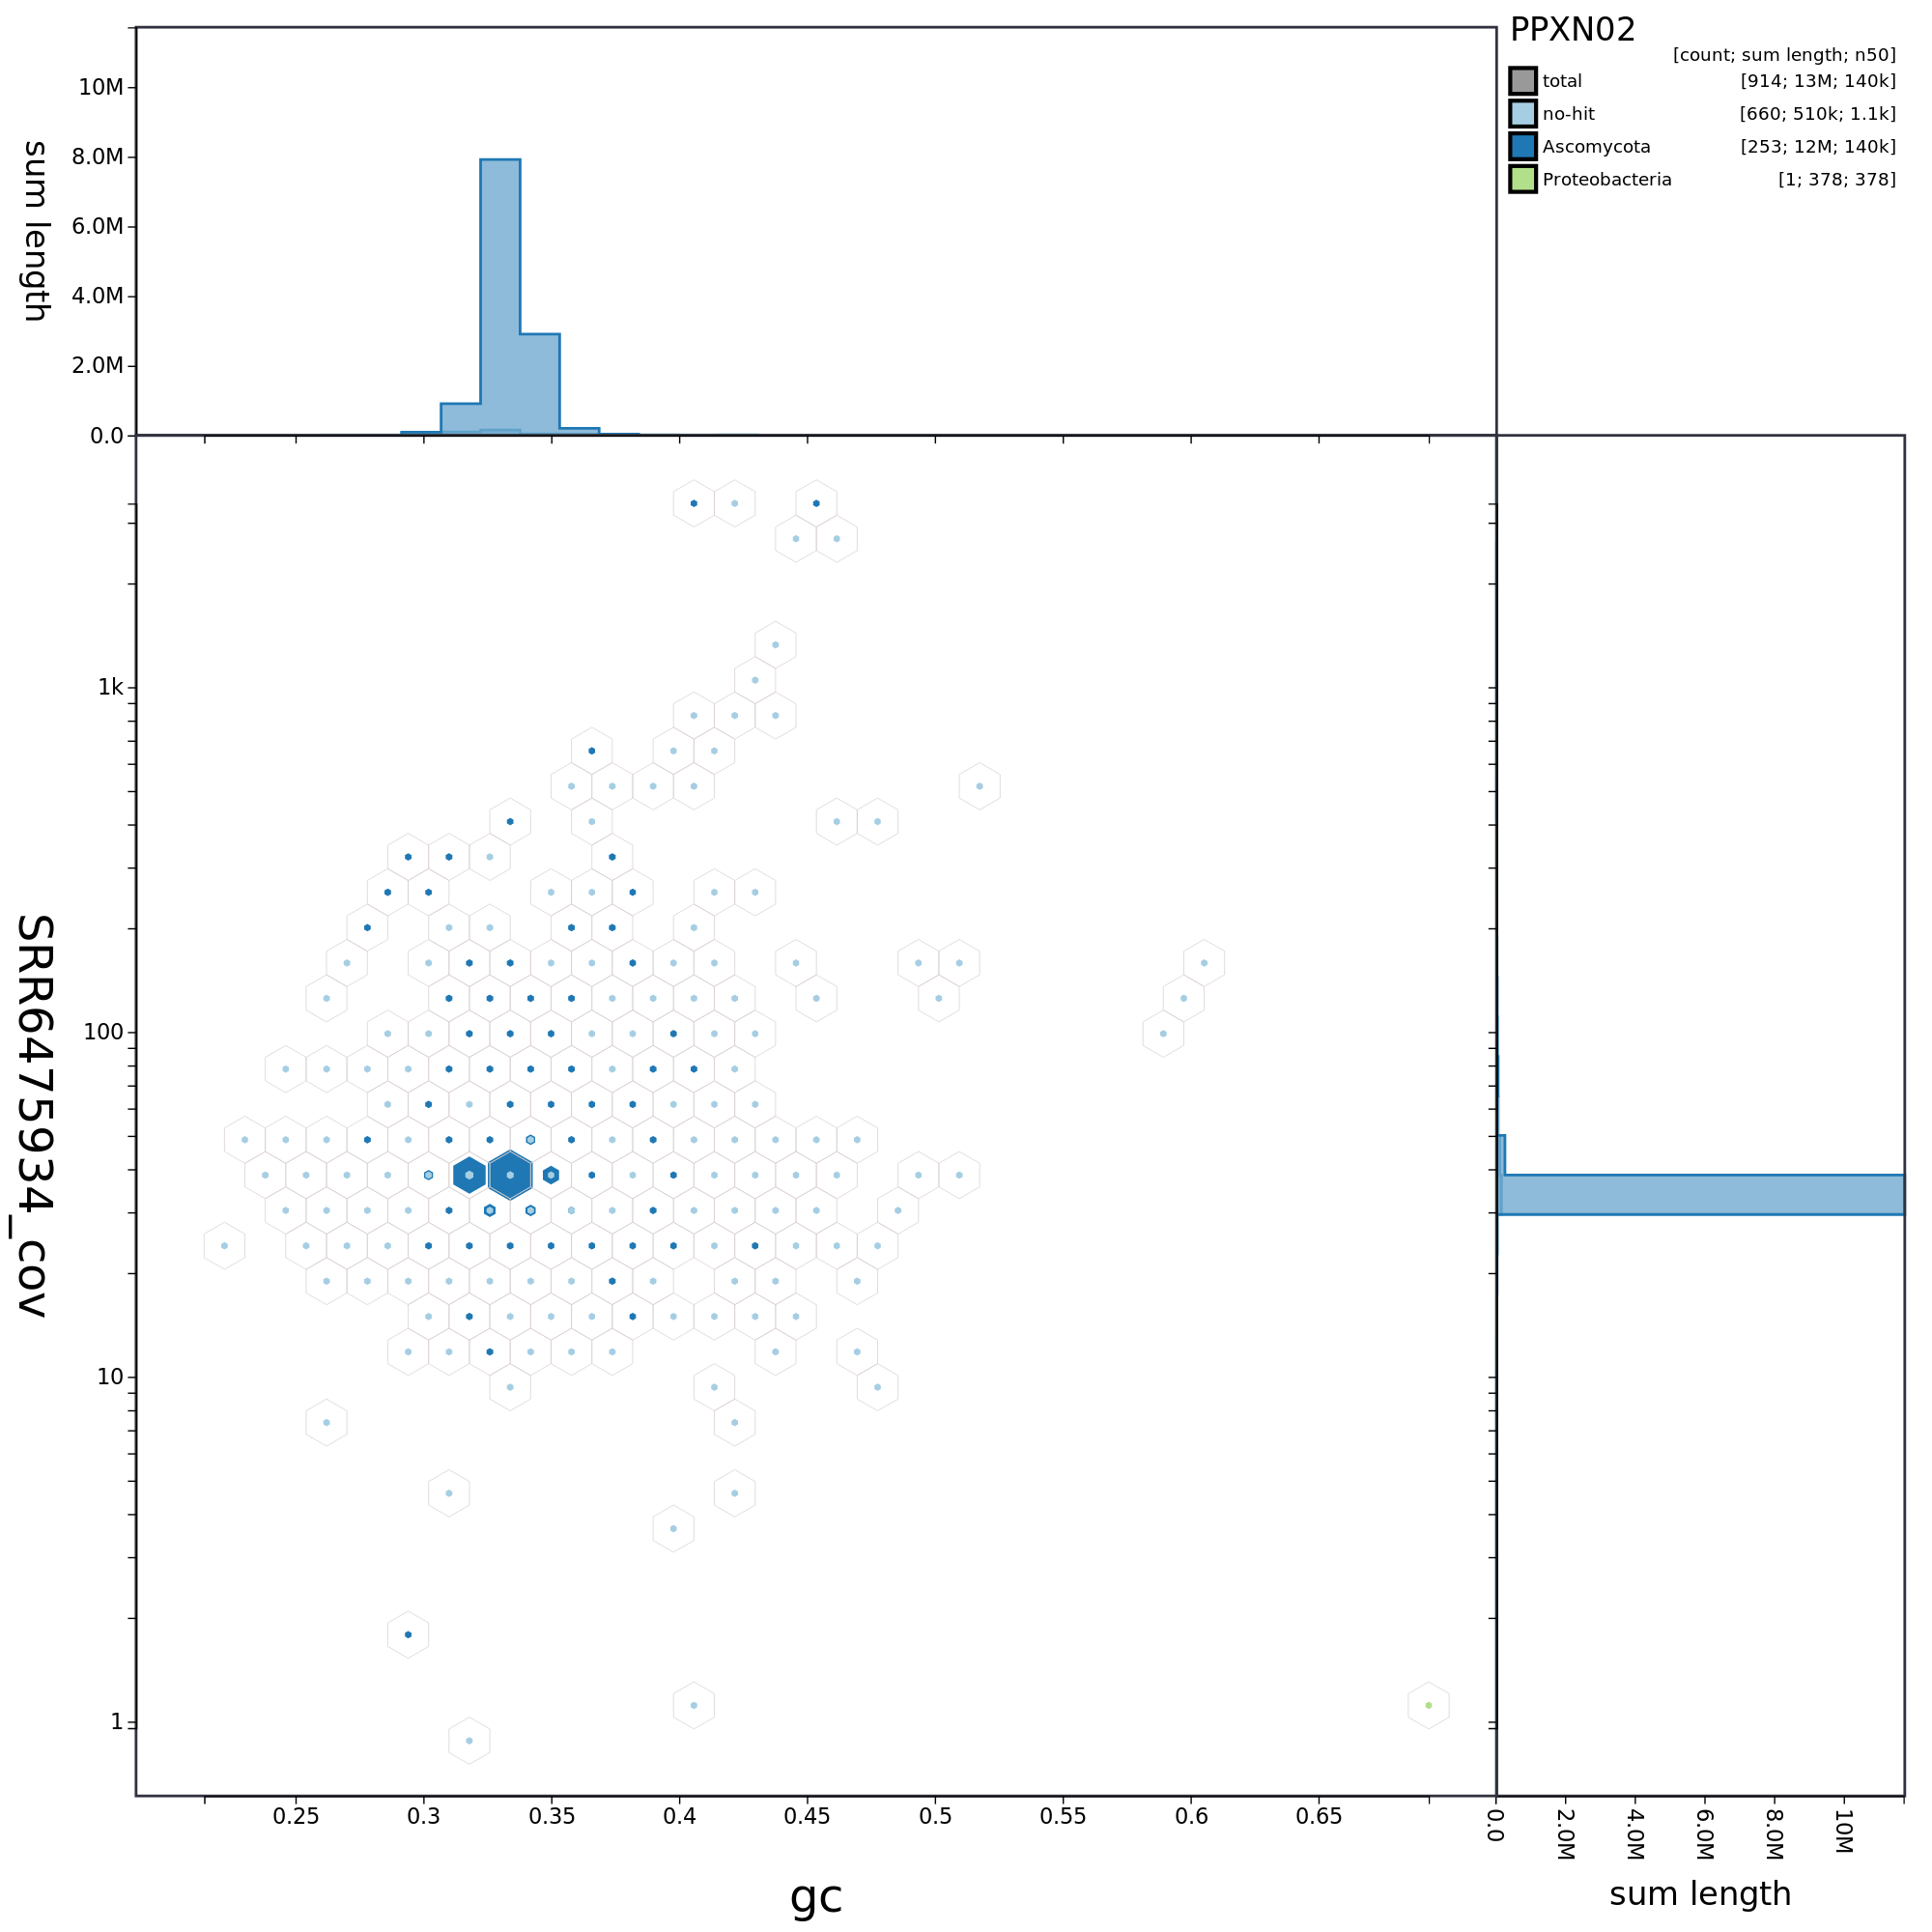 PPXN02
[count; sum length; n50]
total [914; 13M; 140k]
no-hit [660; 510k; 1.1k]
Ascomycota [253; 12M; 140k]
Proteobacteria [1; 378; 378]
sum length
10M
8.0M
6.0M
4.0M
2.0M
0.0
SRR6475934_cov
1k
100
10
1
0.25 0.3 0.35 0.4 0.45 0.5 0.55 0.6 0.65
gc
0.0 2.0M 4.0M 6.0M 8.0M 10M
sum length